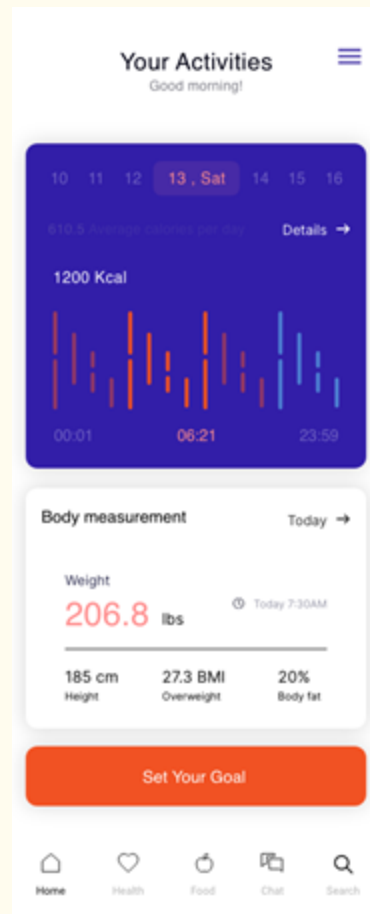 Your Activities
Good morning!
10 11 12 13 , Sat 14 15 16
610.5 Average calories per day Details →
1200 Kcal
00:01 06:21 23:59
Body measurement Today →
Weight
206.8 lbs Today 7:30AM
185 cm 27.3 BMI 20%
Height Overweight Body fat
Set Your Goal
Home Health Food Chat Search